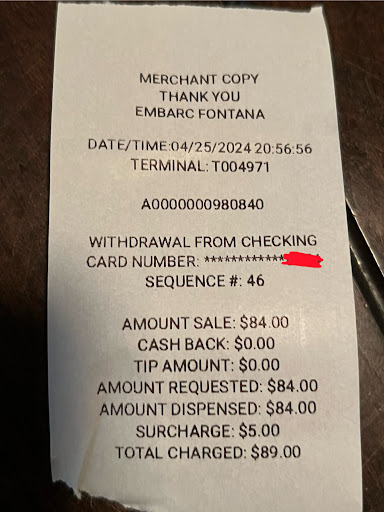 MERCHANT COPY
THANK YOU
EMBARC FONTANA
DATE/TIME:04/25/2024 20:56:56
TERMINAL: T004971
A0000000980840
WITHDRAWAL FROM CHECKING
CARD NUMBER: ************
SEQUENCE #: 46
AMOUNT SALE: $84.00
CASH BACK: $0.00
TIP AMOUNT: $0.00
AMOUNT REQUESTED: $84.00
AMOUNT DISPENSED: $84.00
SURCHARGE: $5.00
TOTAL CHARGED: $89.00